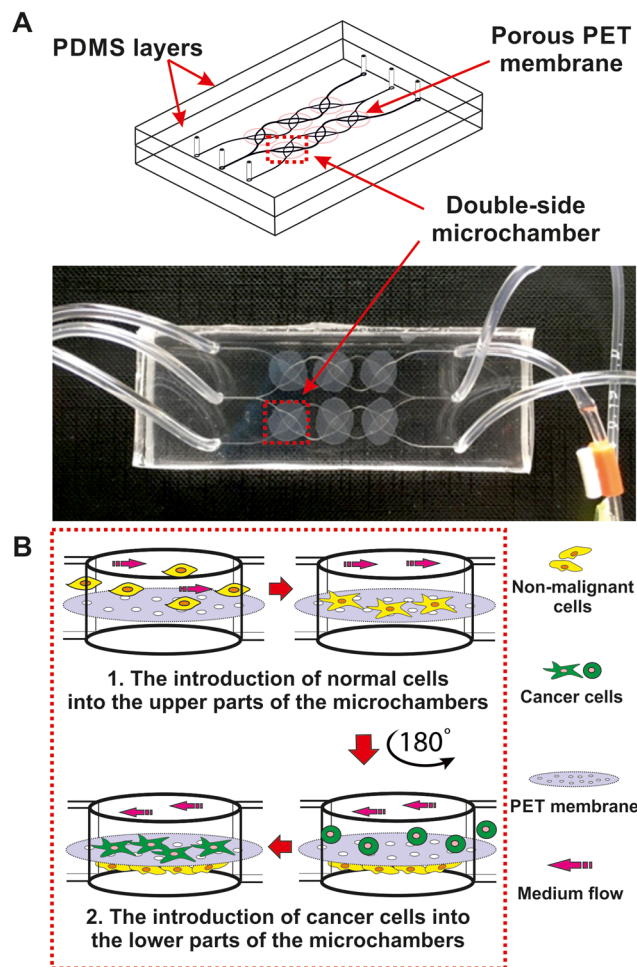 A
PDMS layers
Porous PET
membrane
Double-side
microchamber
B
Non-malignant
cells
1. The introduction of normal cells
into the upper parts of the microchambers
Cancer cells
180°
PET membrane
2. The introduction of cancer cells into
the lower parts of the microchambers
Medium flow